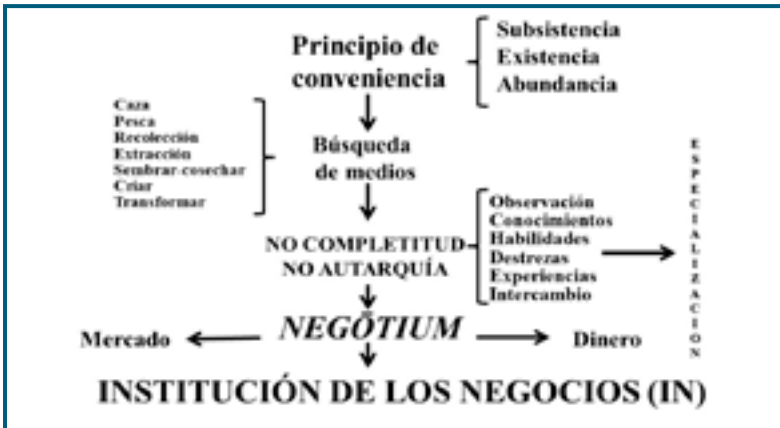 Principio de
conveniencia
Subsistencia
Existencia
Abundancia
Caza
Pesca
Recolección
Extracción
Sembrar-cosechar
Criar
Transformar
Búsqueda
de medios
NO COMPLETITUD
NO AUTARQUÍA
Observación
Conocimientos
Habilidades
Destrezas
Experiencias
Intercambio
ESPECIALIZACIÓN
Mercado
NEGŌTIUM
Dinero
INSTITUCIÓN DE LOS NEGOCIOS (IN)